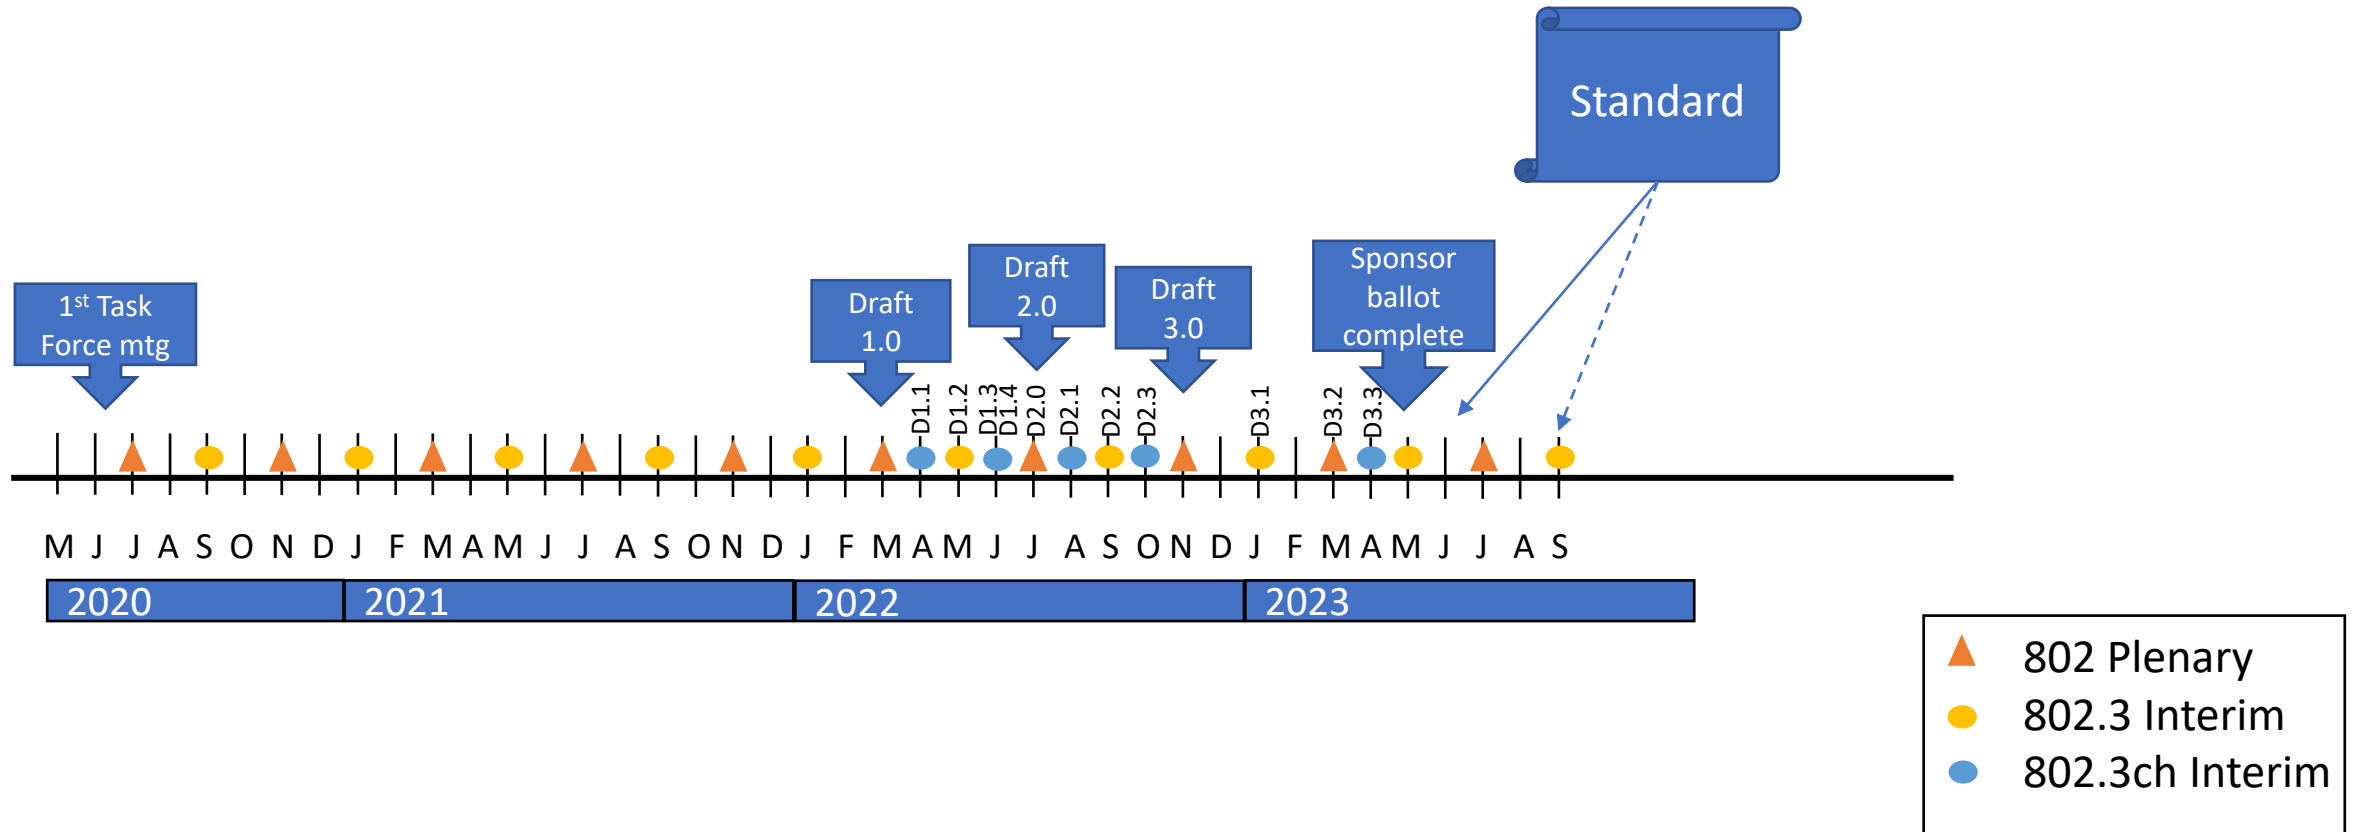 Standard
1st Task
Force mtg
Draft
1.0
Draft
2.0
Draft
3.0
Sponsor
ballot
complete
D1.1
D1.2
D1.3
D1.4
D2.0
D2.1
D2.2
D2.3
D3.1
D3.2
D3.3
M J J A S O N D J F M A M J J A S O N D J F M A M J J A S O N D J F M A M J J A S
2020 2021 2022 2023
802 Plenary
802.3 Interim
802.3ch Interim